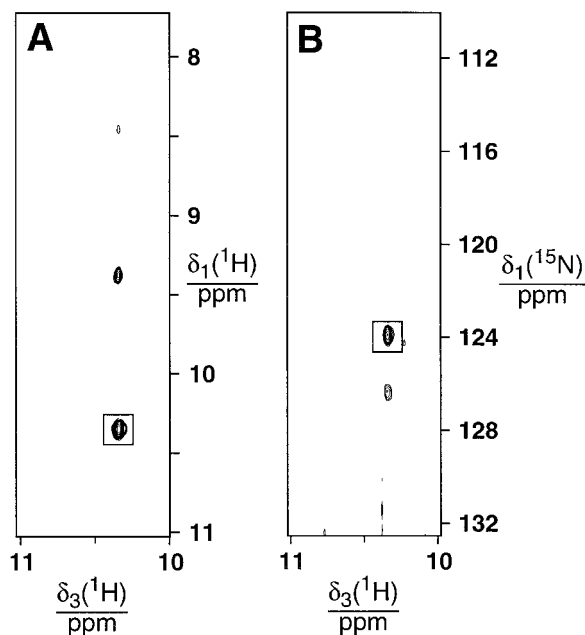 A
8
9
δ₁(¹H)
ppm
10
11
11 10
δ₃(¹H)
ppm
B
112
116
120
δ₁(¹⁵N)
ppm
124
128
132
11 10
δ₃(¹H)
ppm